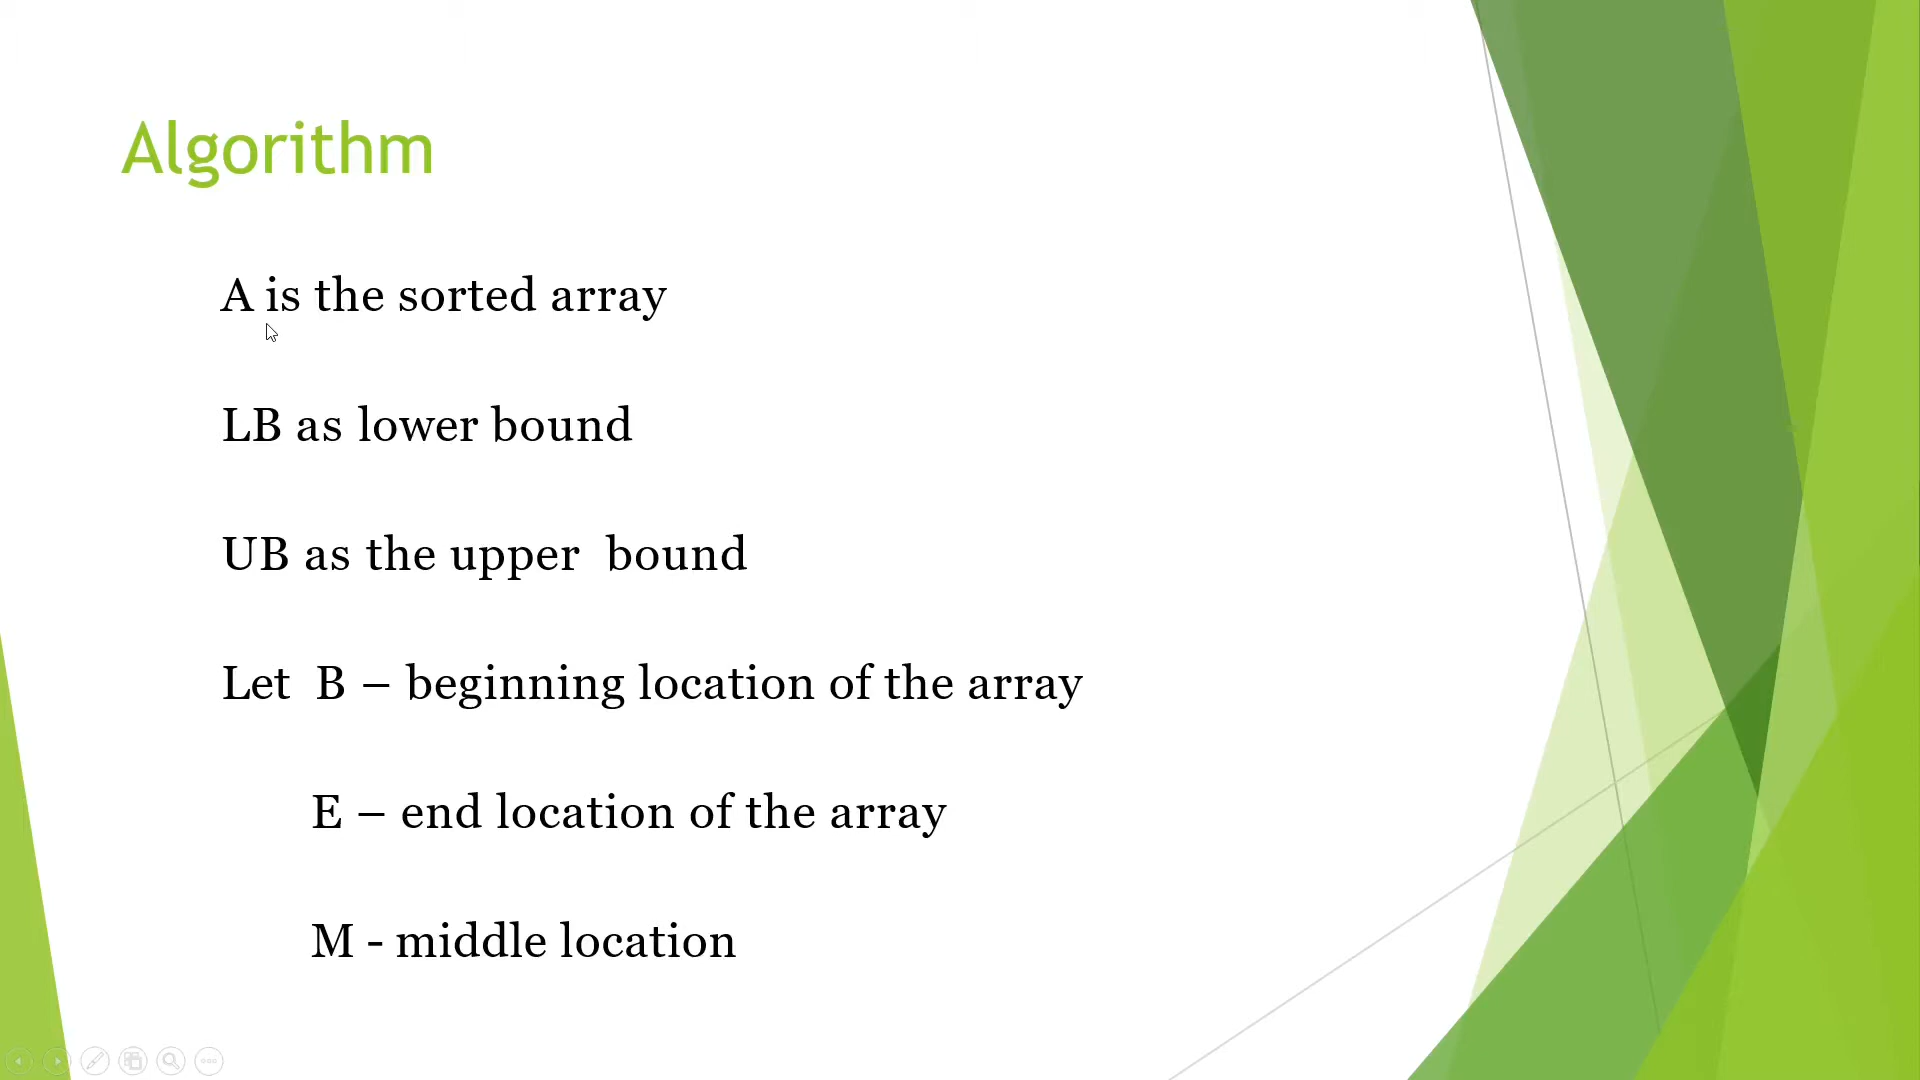 Algorithm
A is the sorted array
LB as lower bound
UB as the upper  bound
Let  B – beginning location of the array
E – end location of the array
M - middle location